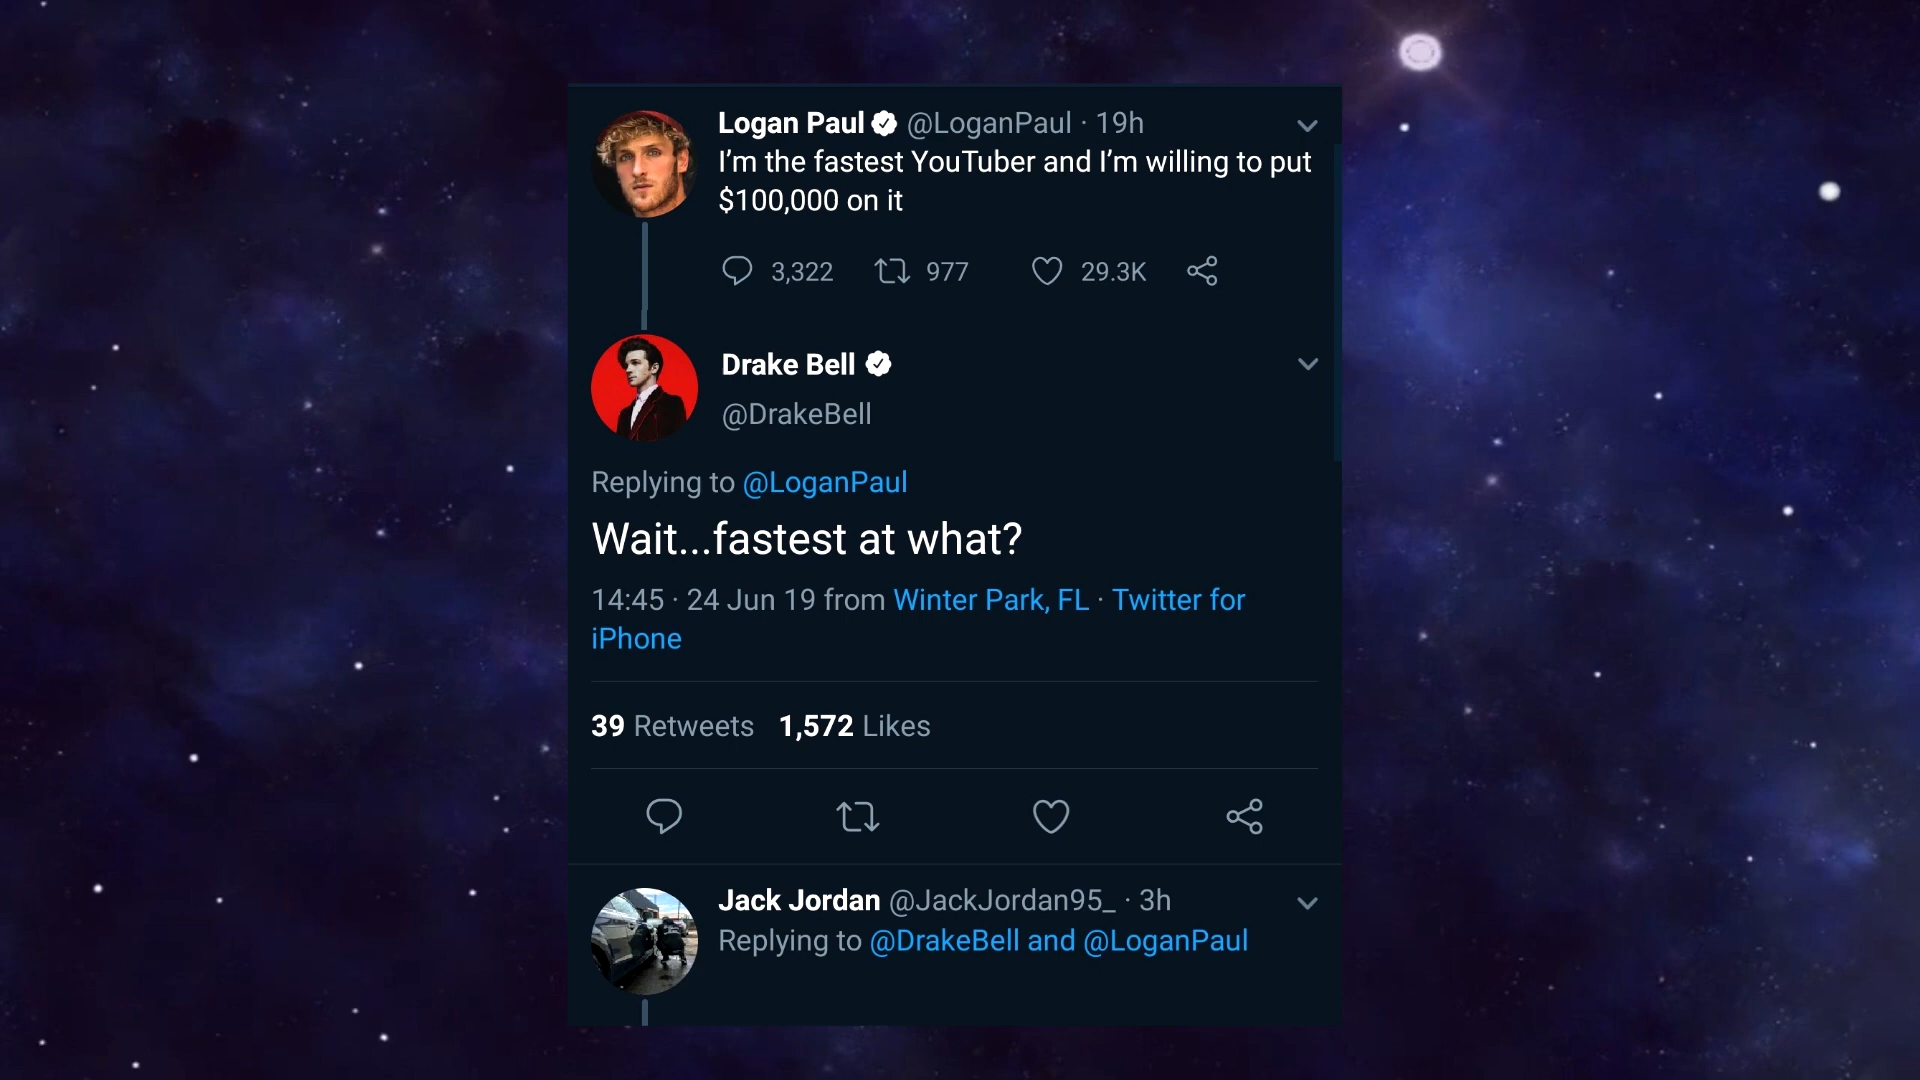 Logan Paul @LoganPaul · 19h
I’m the fastest YouTuber and I’m willing to put
$100,000 on it
3,322 977 29.3K
Drake Bell
@DrakeBell
Replying to @LoganPaul
Wait...fastest at what?
14:45 · 24 Jun 19 from Winter Park, FL · Twitter for
iPhone
39 Retweets 1,572 Likes
Jack Jordan @JackJordan95_ · 3h
Replying to @DrakeBell and @LoganPaul